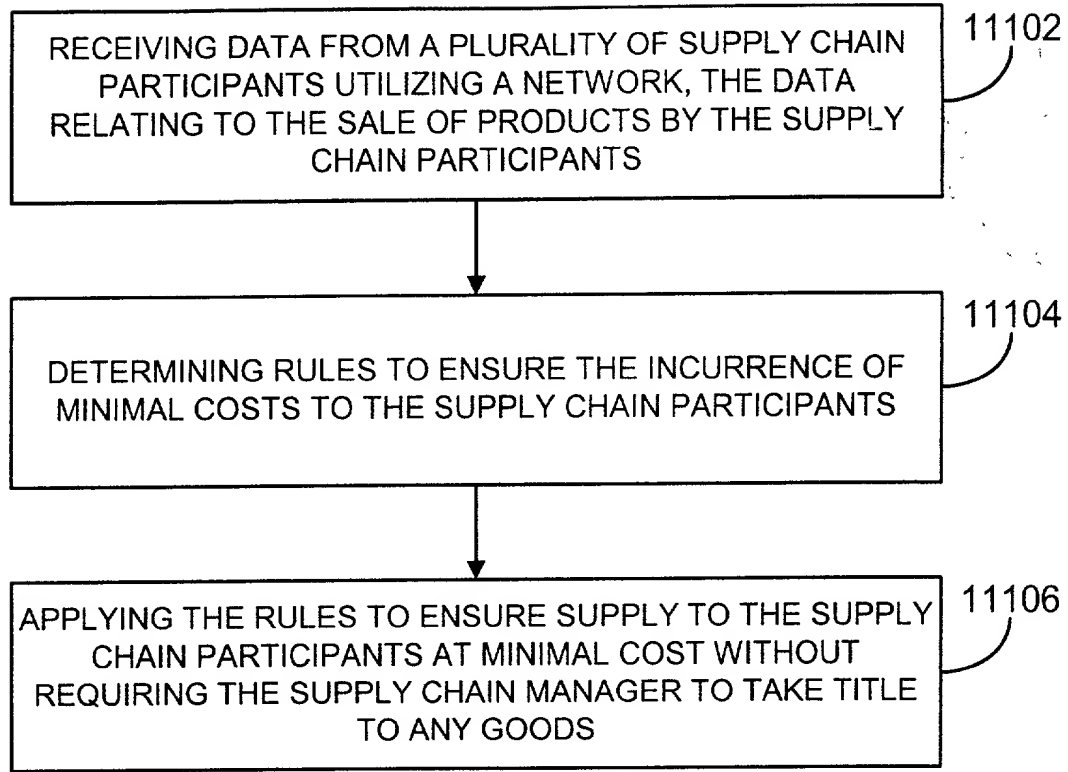 RECEIVING DATA FROM A PLURALITY OF SUPPLY CHAIN
PARTICIPANTS UTILIZING A NETWORK, THE DATA
RELATING TO THE SALE OF PRODUCTS BY THE SUPPLY
CHAIN PARTICIPANTS
11102
DETERMINING RULES TO ENSURE THE INCURRENCE OF
MINIMAL COSTS TO THE SUPPLY CHAIN PARTICIPANTS
11104
APPLYING THE RULES TO ENSURE SUPPLY TO THE SUPPLY
CHAIN PARTICIPANTS AT MINIMAL COST WITHOUT
REQUIRING THE SUPPLY CHAIN MANAGER TO TAKE TITLE
TO ANY GOODS
11106